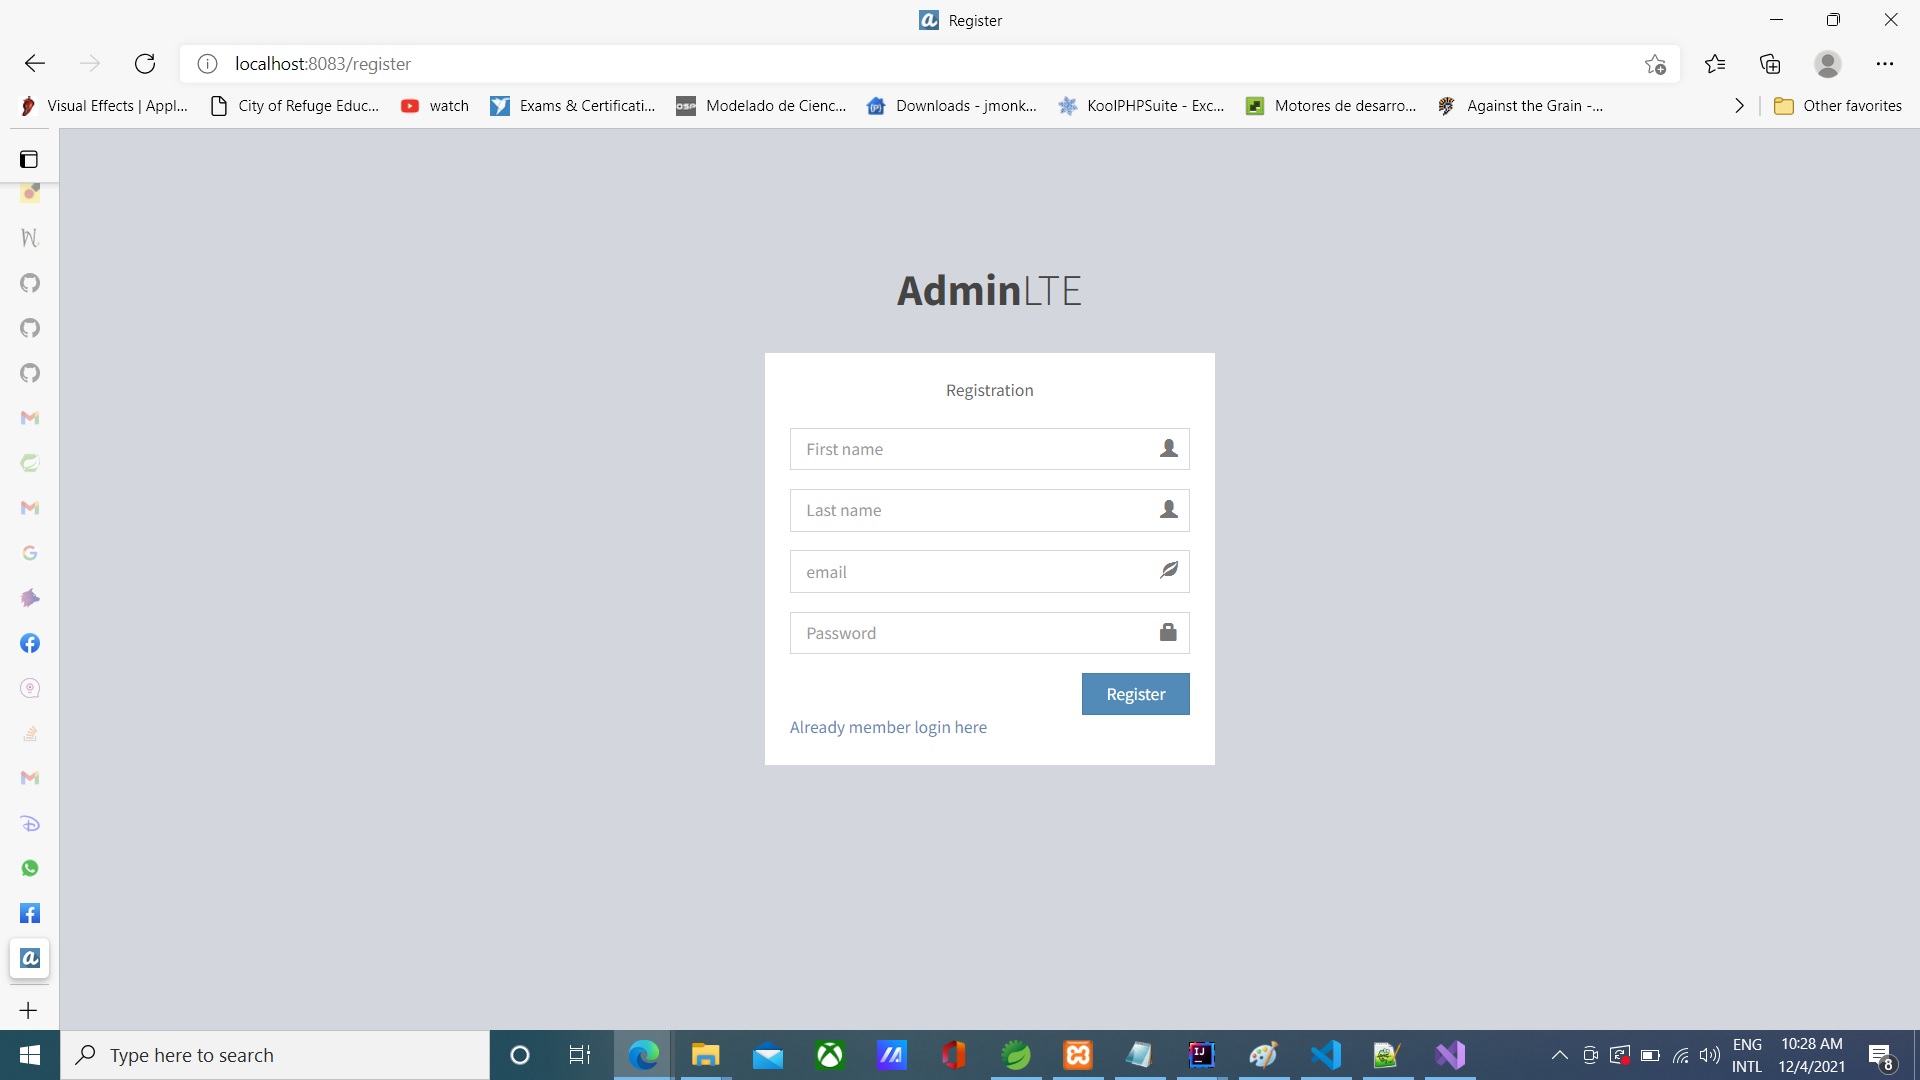 Register
localhost:8083/register
Visual Effects | Appl...
City of Refuge Educ...
watch
Exams & Certificati...
Modelado de Cienc...
Downloads - jmonk...
KoolPHPSuite - Exc...
Motores de desarro...
Against the Grain -...
Other favorites
AdminLTE
Registration
First name
Last name
email
Password
Register
Already member login here
Type here to search
ENG
INTL
10:28 AM
12/4/2021
8